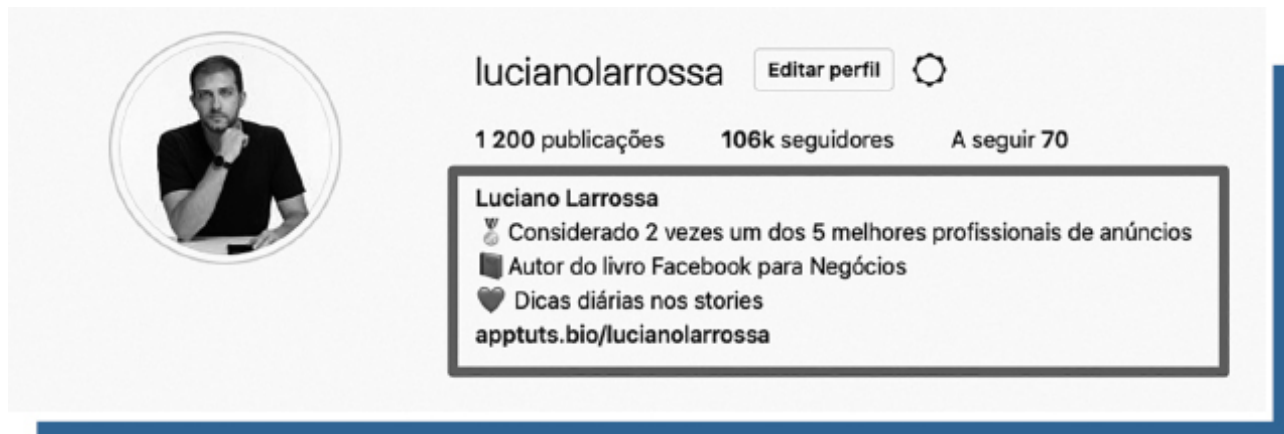 lucianolarrossa Editar perfil
1 200 publicações 106k seguidores A seguir 70
Luciano Larrossa
🏅 Considerado 2 vezes um dos 5 melhores profissionais de anúncios
📕 Autor do livro Facebook para Negócios
❤️ Dicas diárias nos stories
apptuts.bio/lucianolarrossa